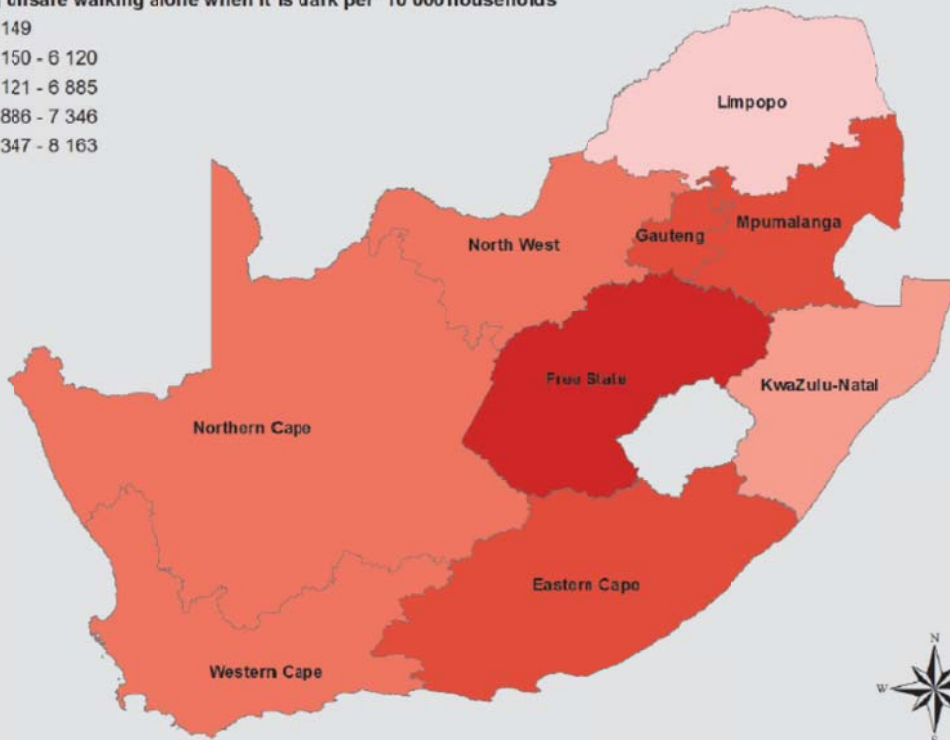 unsafe walking alone when it is dark per 10 000 households
149
150 - 6 120
121 - 6 885
886 - 7 346
347 - 8 163
Limpopo
Mpumalanga
Gauteng
North West
Free State
KwaZulu-Natal
Northern Cape
Eastern Cape
Western Cape
N
W